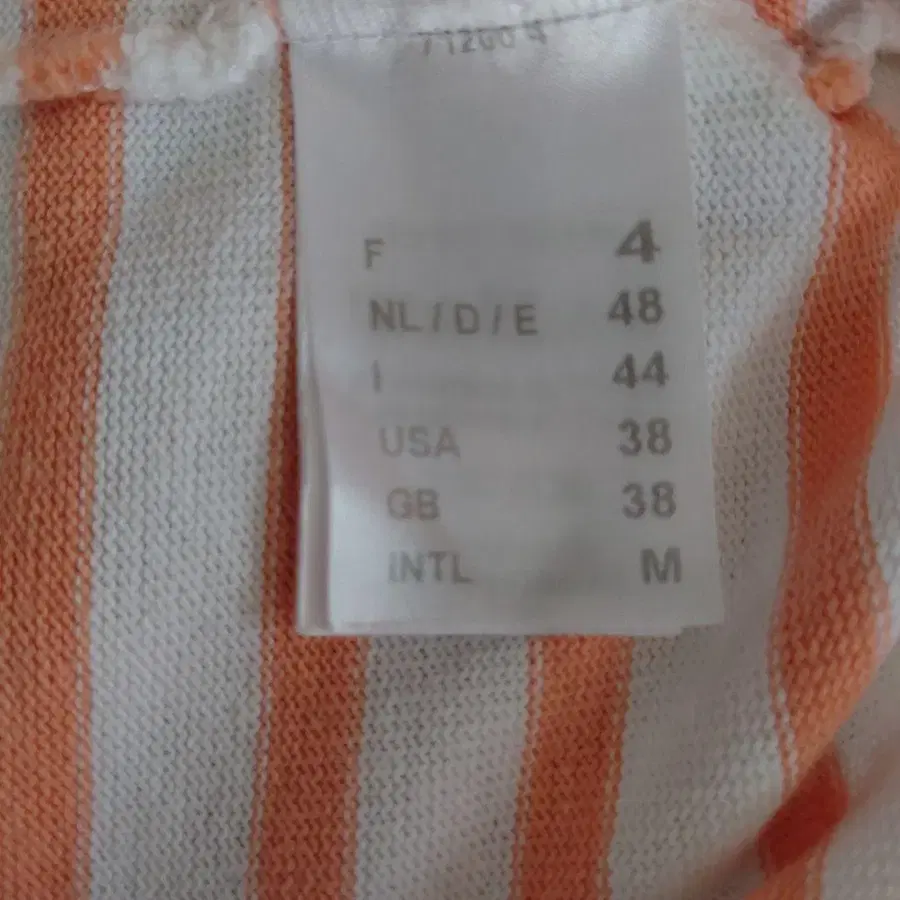 F 4
NL/D/E 48
I 44
USA 38
GB 38
INTL M